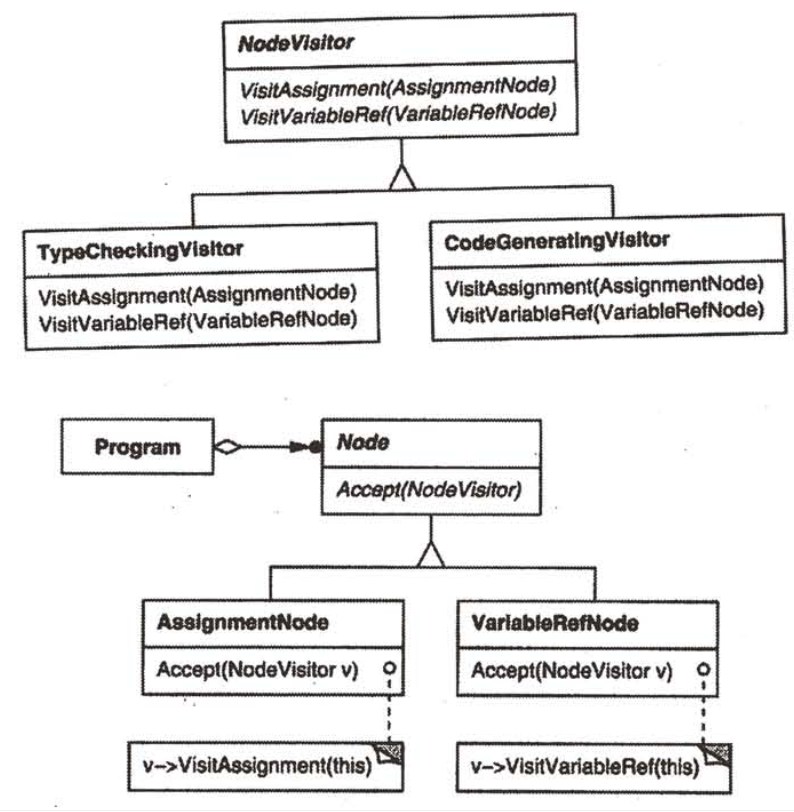 NodeVisitor
VisitAssignment(AssignmentNode)
VisitVariableRef(VariableRefNode)
TypeCheckingVisitor
VisitAssignment(AssignmentNode)
VisitVariableRef(VariableRefNode)
CodeGeneratingVisitor
VisitAssignment(AssignmentNode)
VisitVariableRef(VariableRefNode)
Program
Node
Accept(NodeVisitor)
AssignmentNode
Accept(NodeVisitor v)
v->VisitAssignment(this)
VariableRefNode
Accept(NodeVisitor v)
v->VisitVariableRef(this)